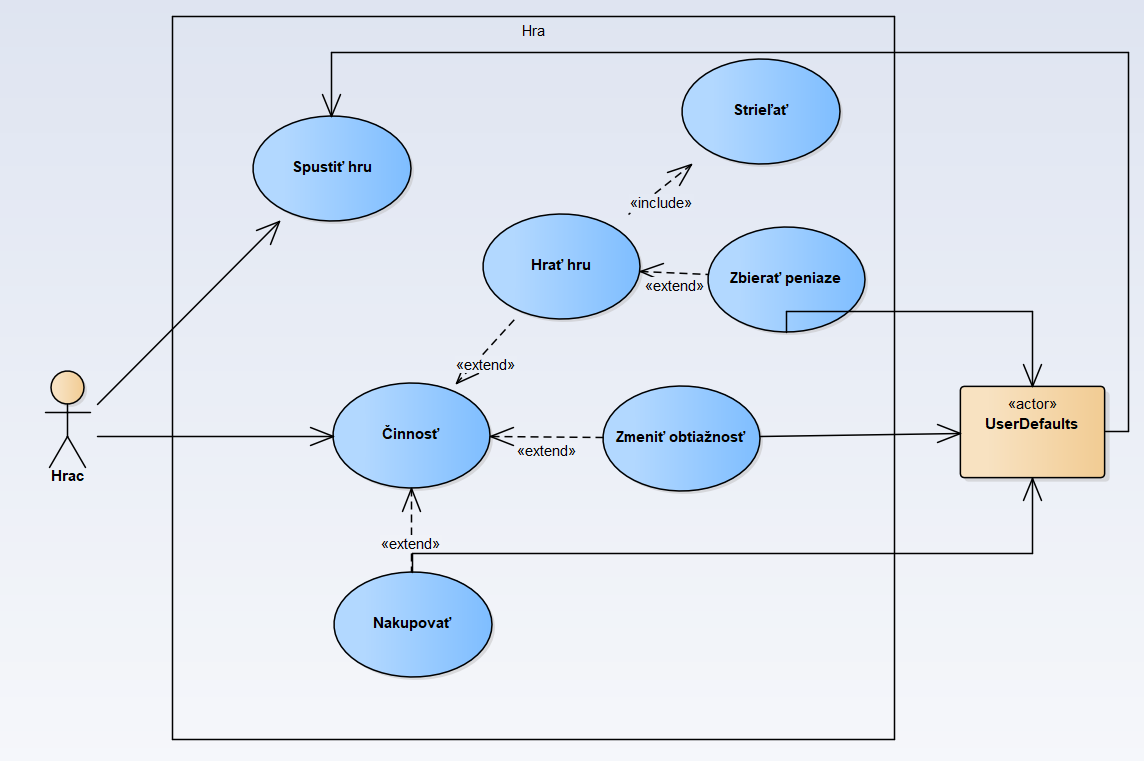 Hra
Strieľať
Spustiť hru
«include»
Hrať hru
Zbierať peniaze
«extend»
«extend»
«actor»
UserDefaults
Činnosť
Zmeniť obtiažnosť
«extend»
Hrac
«extend»
Nakupovať